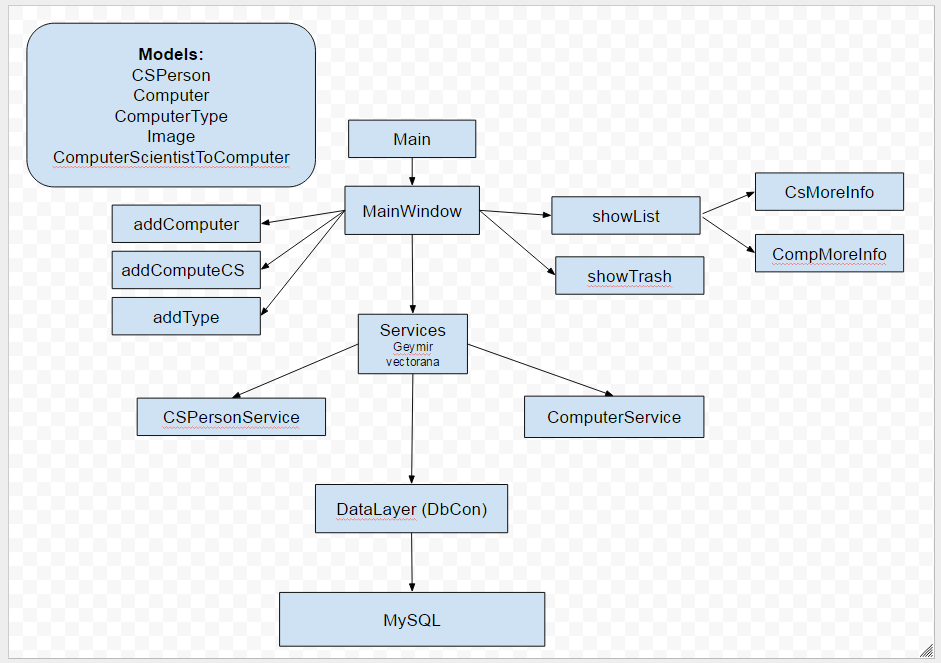 Models:
CSPerson
Computer
ComputerType
Image
ComputerScientistToComputer
Main
MainWindow
addComputer
addComputeCS
addType
showList
showTrash
CsMoreInfo
CompMoreInfo
Services
Geymir
vectorana
CSPersonService
ComputerService
DataLayer (DbCon)
MySQL